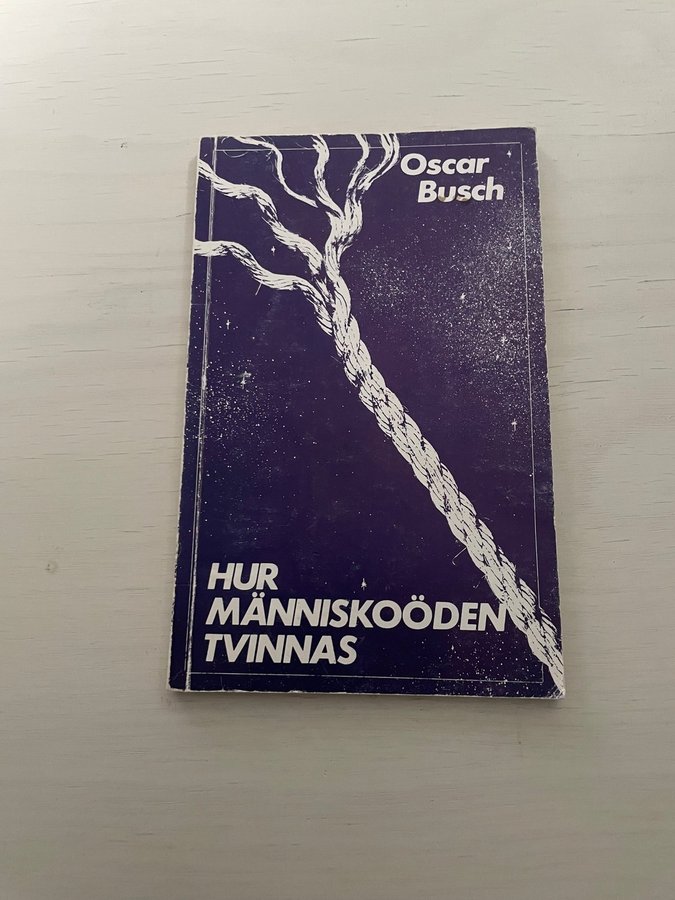 Oscar
Busch
HUR
MÄNNISKOÖDEN
TVINNAS